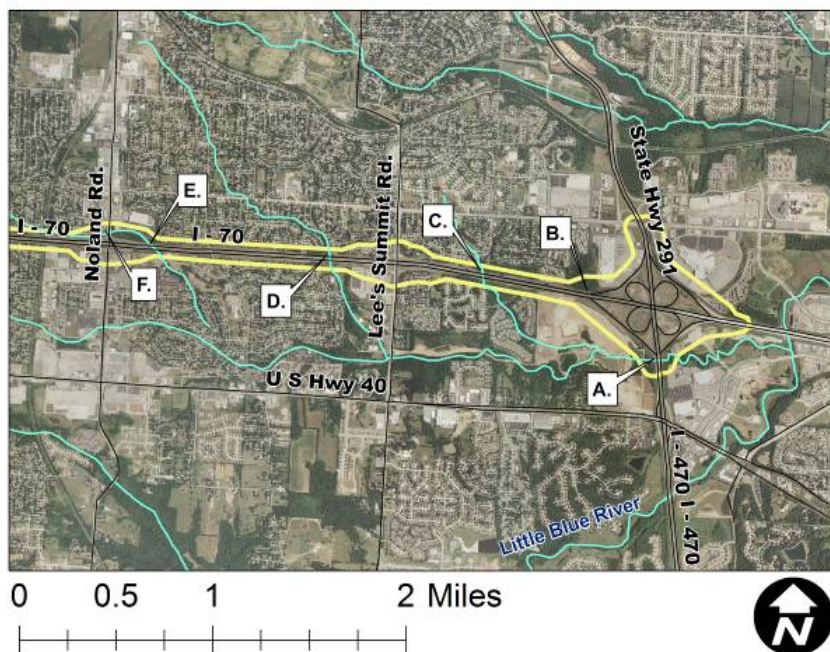 State Hwy 291
Noland Rd.
Lee's Summit Rd.
E.
C.
B.
I - 70
I - 70
F.
D.
A.
U S Hwy 40
I - 470
I - 470
Little Blue River
0 0.5 1 2 Miles
N